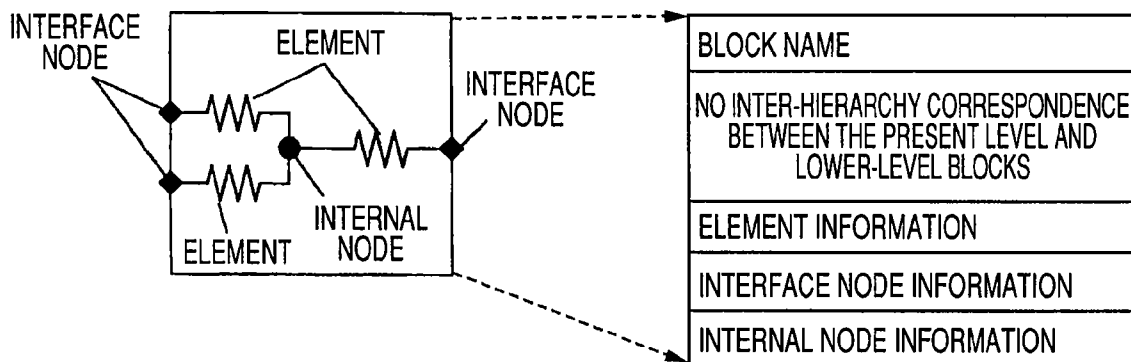 INTERFACE
NODE
ELEMENT
INTERFACE
NODE
INTERNAL
NODE
ELEMENT
BLOCK NAME
NO INTER-HIERARCHY CORRESPONDENCE
BETWEEN THE PRESENT LEVEL AND
LOWER-LEVEL BLOCKS
ELEMENT INFORMATION
INTERFACE NODE INFORMATION
INTERNAL NODE INFORMATION